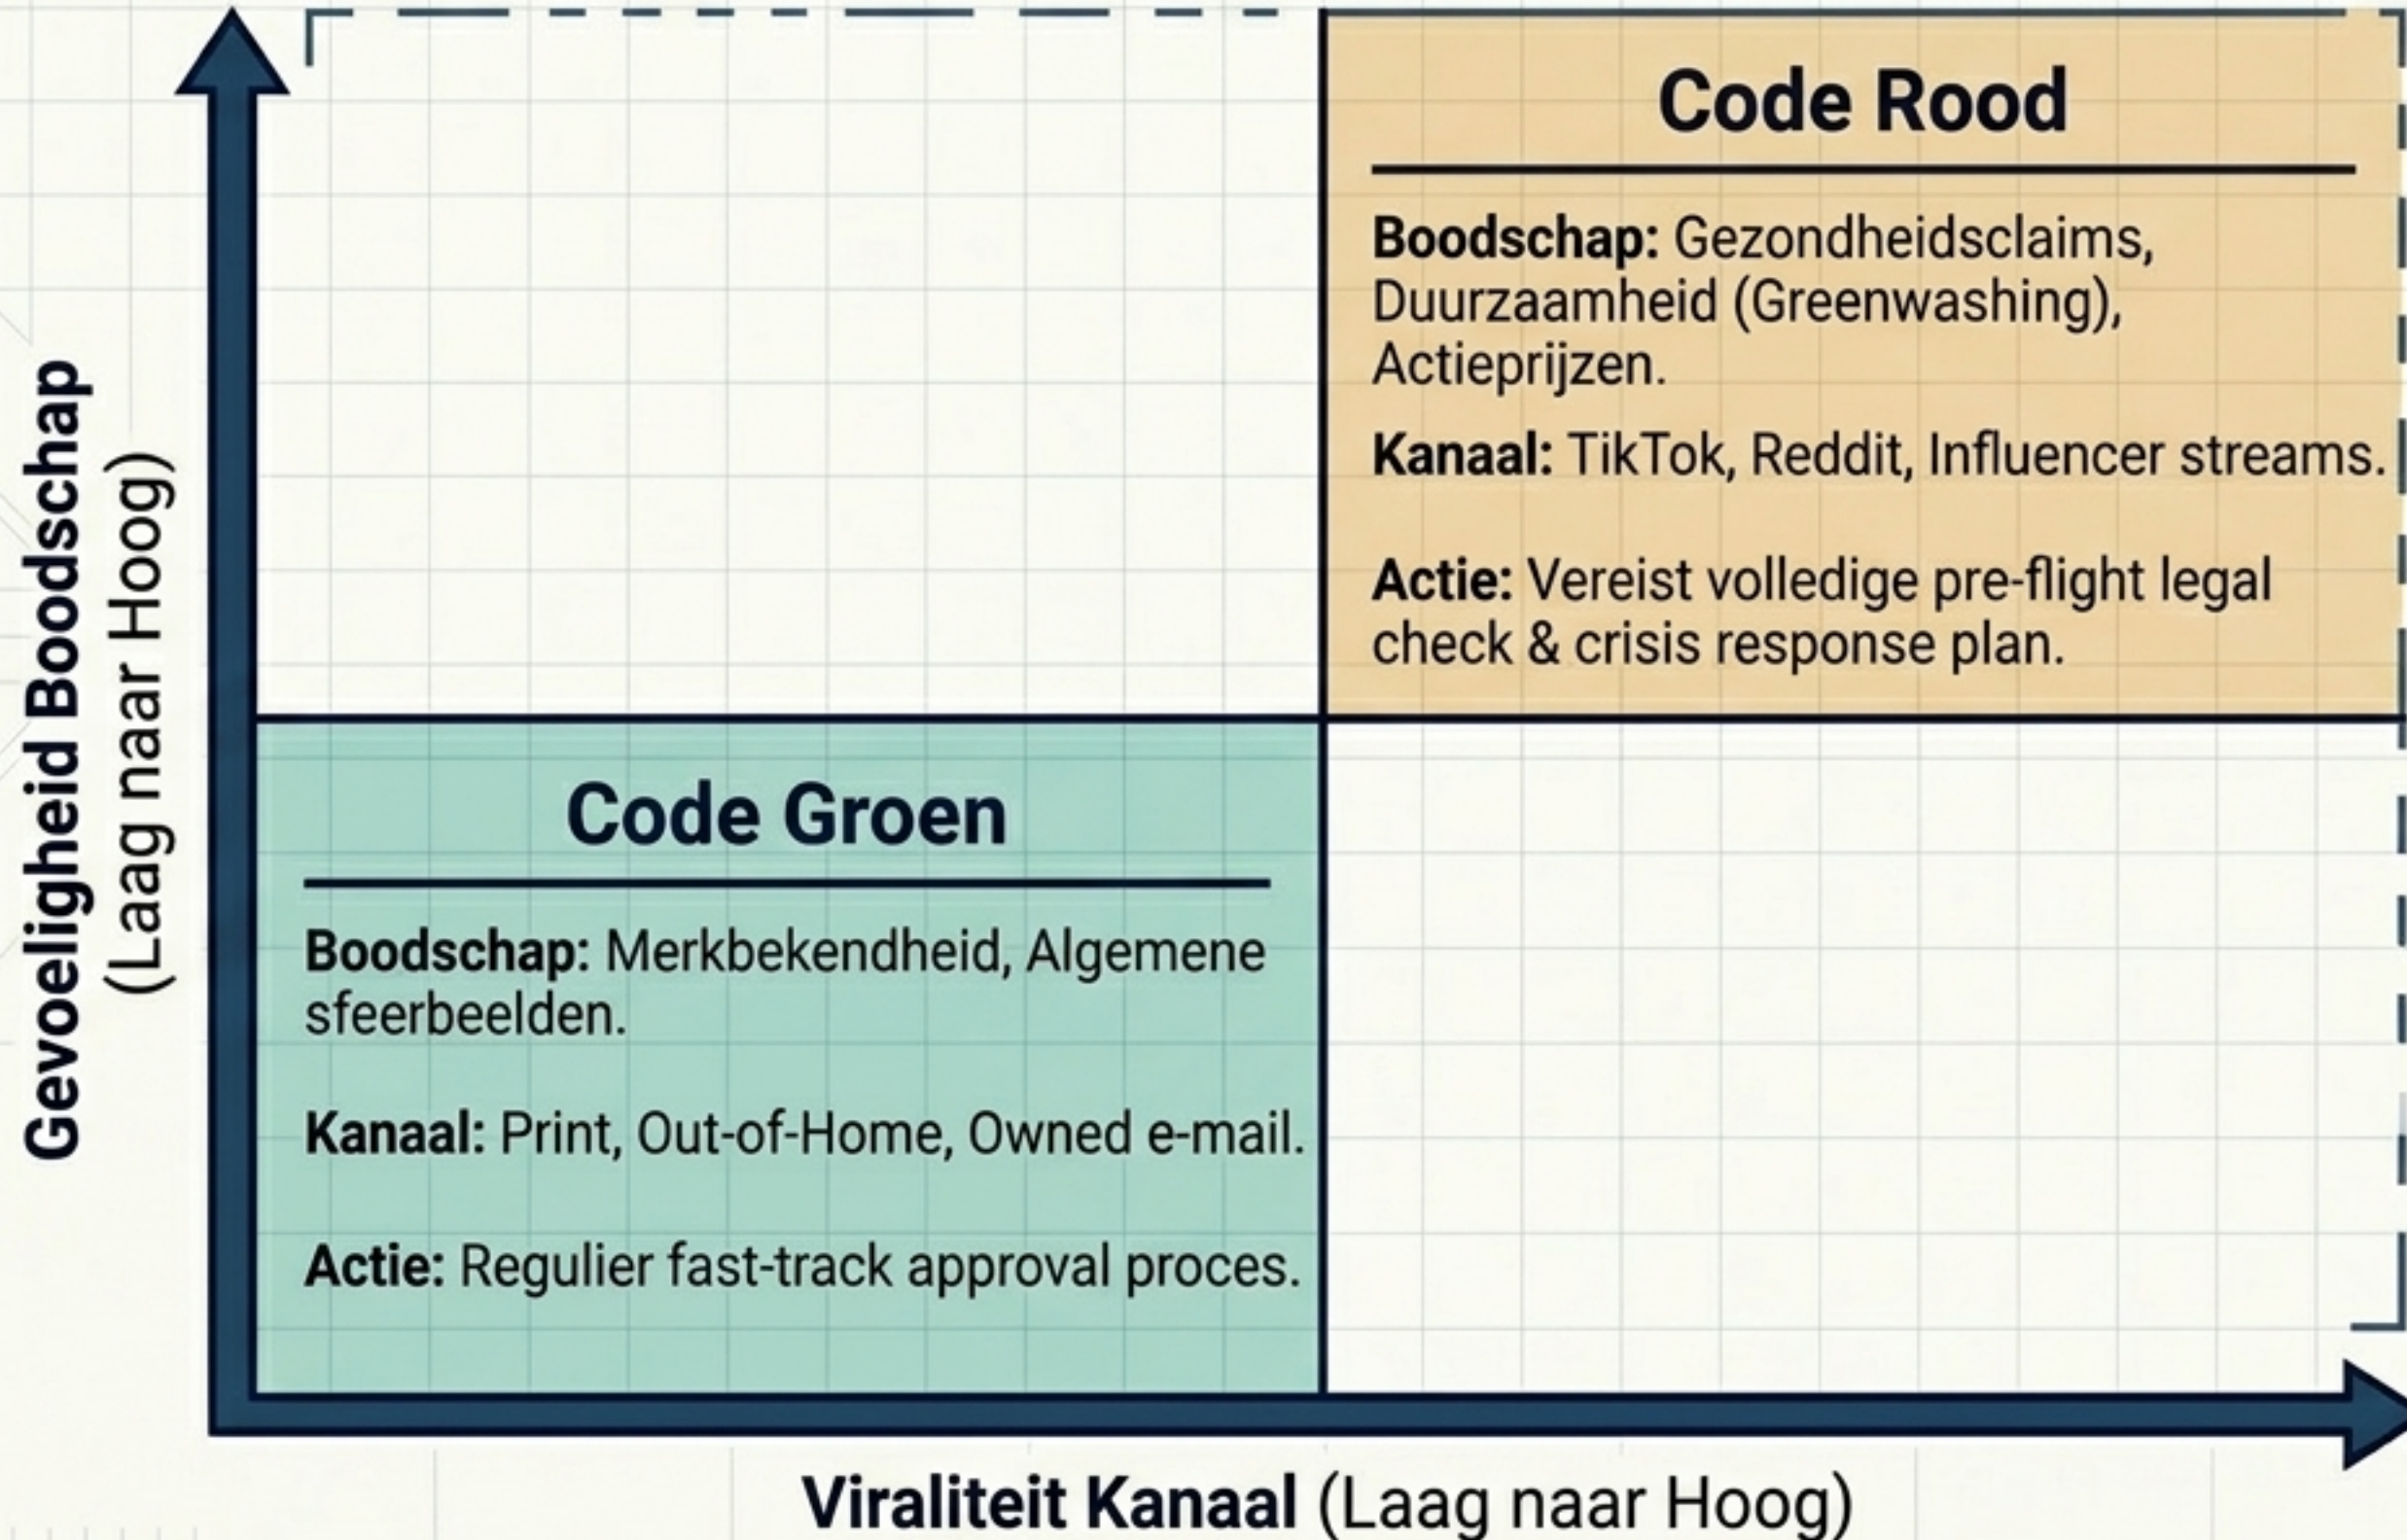 Gevoeligheid Boodschap
(Laag naar Hoog)
Code Rood
Boodschap: Gezondheidsclaims,
Duurzaamheid (Greenwashing),
Actieprijzen.
Kanaal: TikTok, Reddit, Influencer streams.
Actie: Vereist volledige pre-flight legal
check & crisis response plan.
Code Groen
Boodschap: Merkbekendheid, Algemene
sfeerbeelden.
Kanaal: Print, Out-of-Home, Owned e-mail.
Actie: Regulier fast-track approval proces.
Viraliteit Kanaal (Laag naar Hoog)